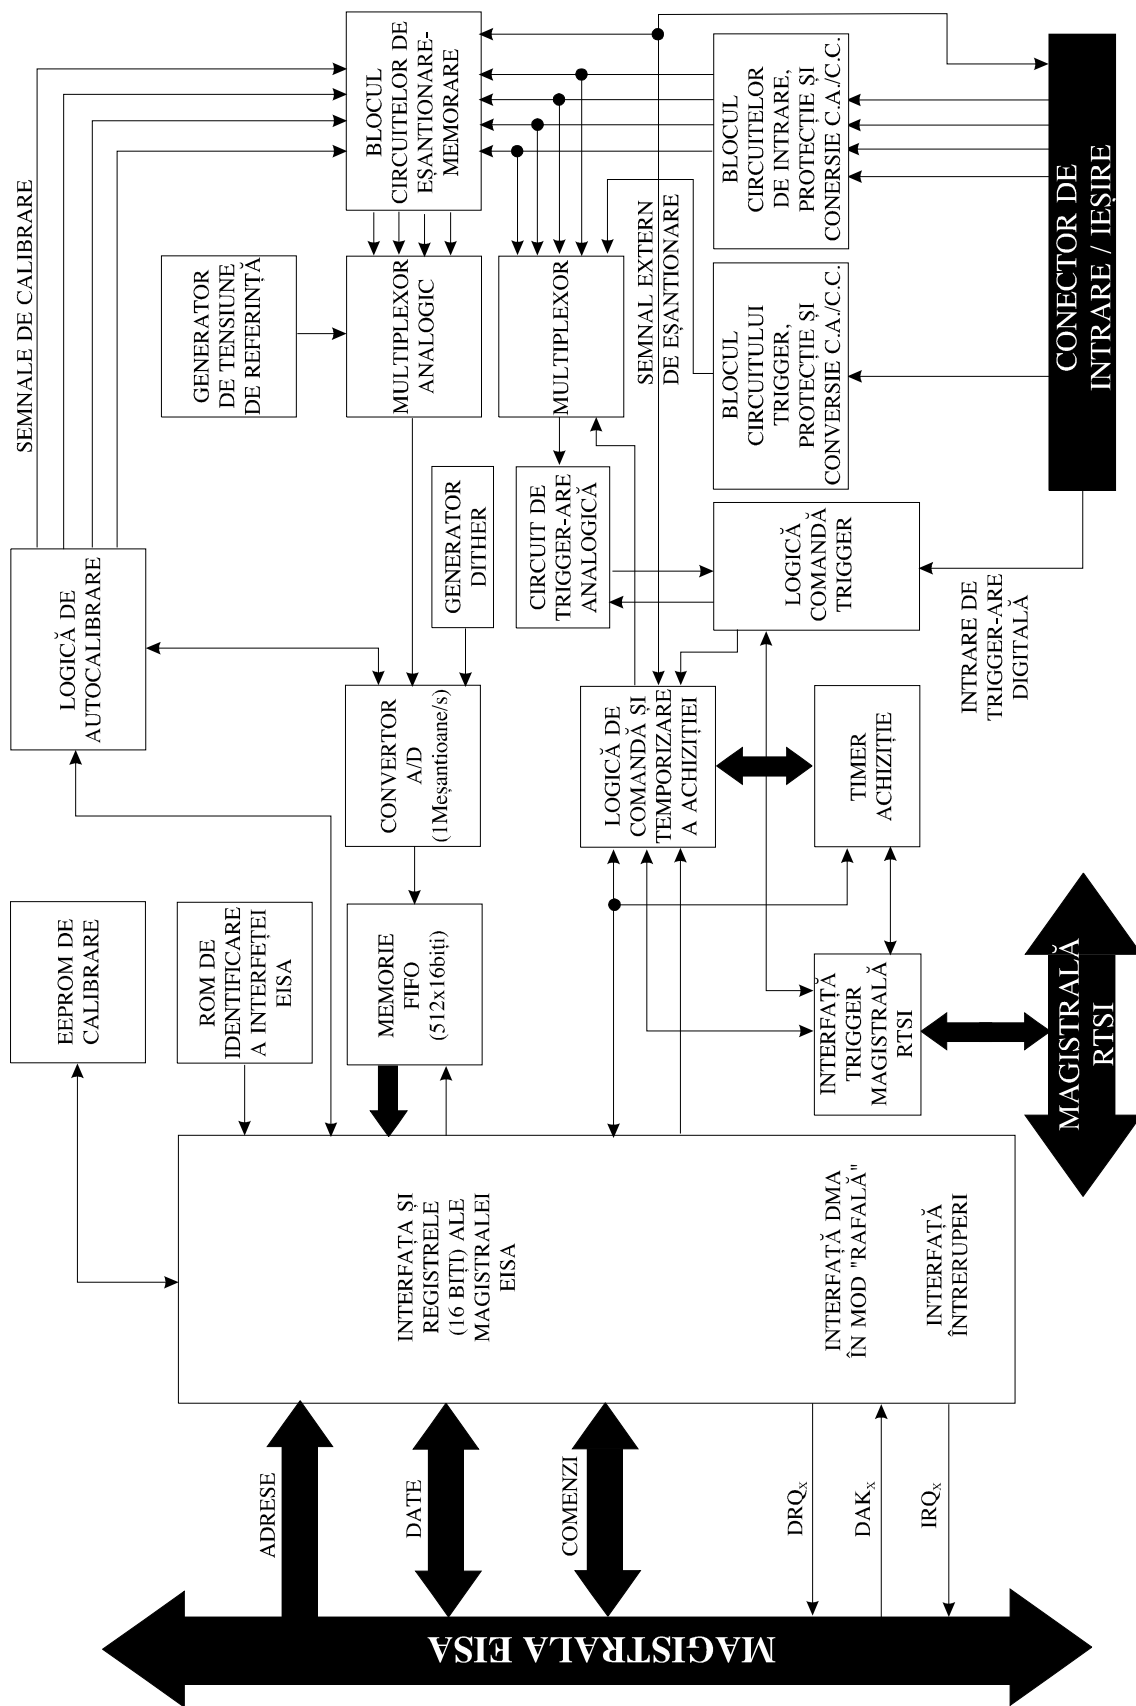 SEMNALE DE CALIBRARE
LOGICĂ DE
AUTOCALIBRARE
EEPROM DE
CALIBRARE
ROM DE
IDENTIFICARE
A INTERFEȚEI
EISA
GENERATOR
DE TENSIUNE
DE REFERINȚĂ
BLOCUL
CIRCUITELOR DE
EȘANTIONARE-
MEMORARE
MULTIPLEXOR
ANALOGIC
GENERATOR
DITHER
CONVERTOR
A/D
(1Meșantioane/s)
MEMORIE
FIFO
(512x16biți)
MULTIPLEXOR
CIRCUIT DE
TRIGGER-ARE
ANALOGICĂ
SEMNAL EXTERN
DE EȘANTIONARE
LOGICĂ DE
COMANDĂ ȘI
TEMPORIZARE
A ACHIZIȚIEI
BLOCUL
CIRCUITELOR
DE INTRARE,
PROTECȚIE ȘI
CONERSIE C.A./C.C.
BLOCUL
CIRCUITULUI
TRIGGER,
PROTECȚIE ȘI
CONVERSIE C.A./C.C.
LOGICĂ
COMANDĂ
TRIGGER
TIMER
ACHIZIȚIE
INTERFAȚĂ
TRIGGER
MAGISTRALĂ
RTSI
INTRARE DE
TRIGGER-ARE
DIGITALĂ
CONECTOR DE
INTRARE / IEȘIRE
MAGISTRALĂ
RTSI
INTERFAȚA ȘI
REGISTRELE
(16 BIȚI) ALE
MAGISTRALEI
EISA
INTERFAȚĂ DMA
ÎN MOD "RAFALĂ"
INTERFAȚĂ
ÎNTRERUPERI
ADRESE
DATE
COMENZI
DRQX
DAKX
IRQX
MAGISTRALA EISA